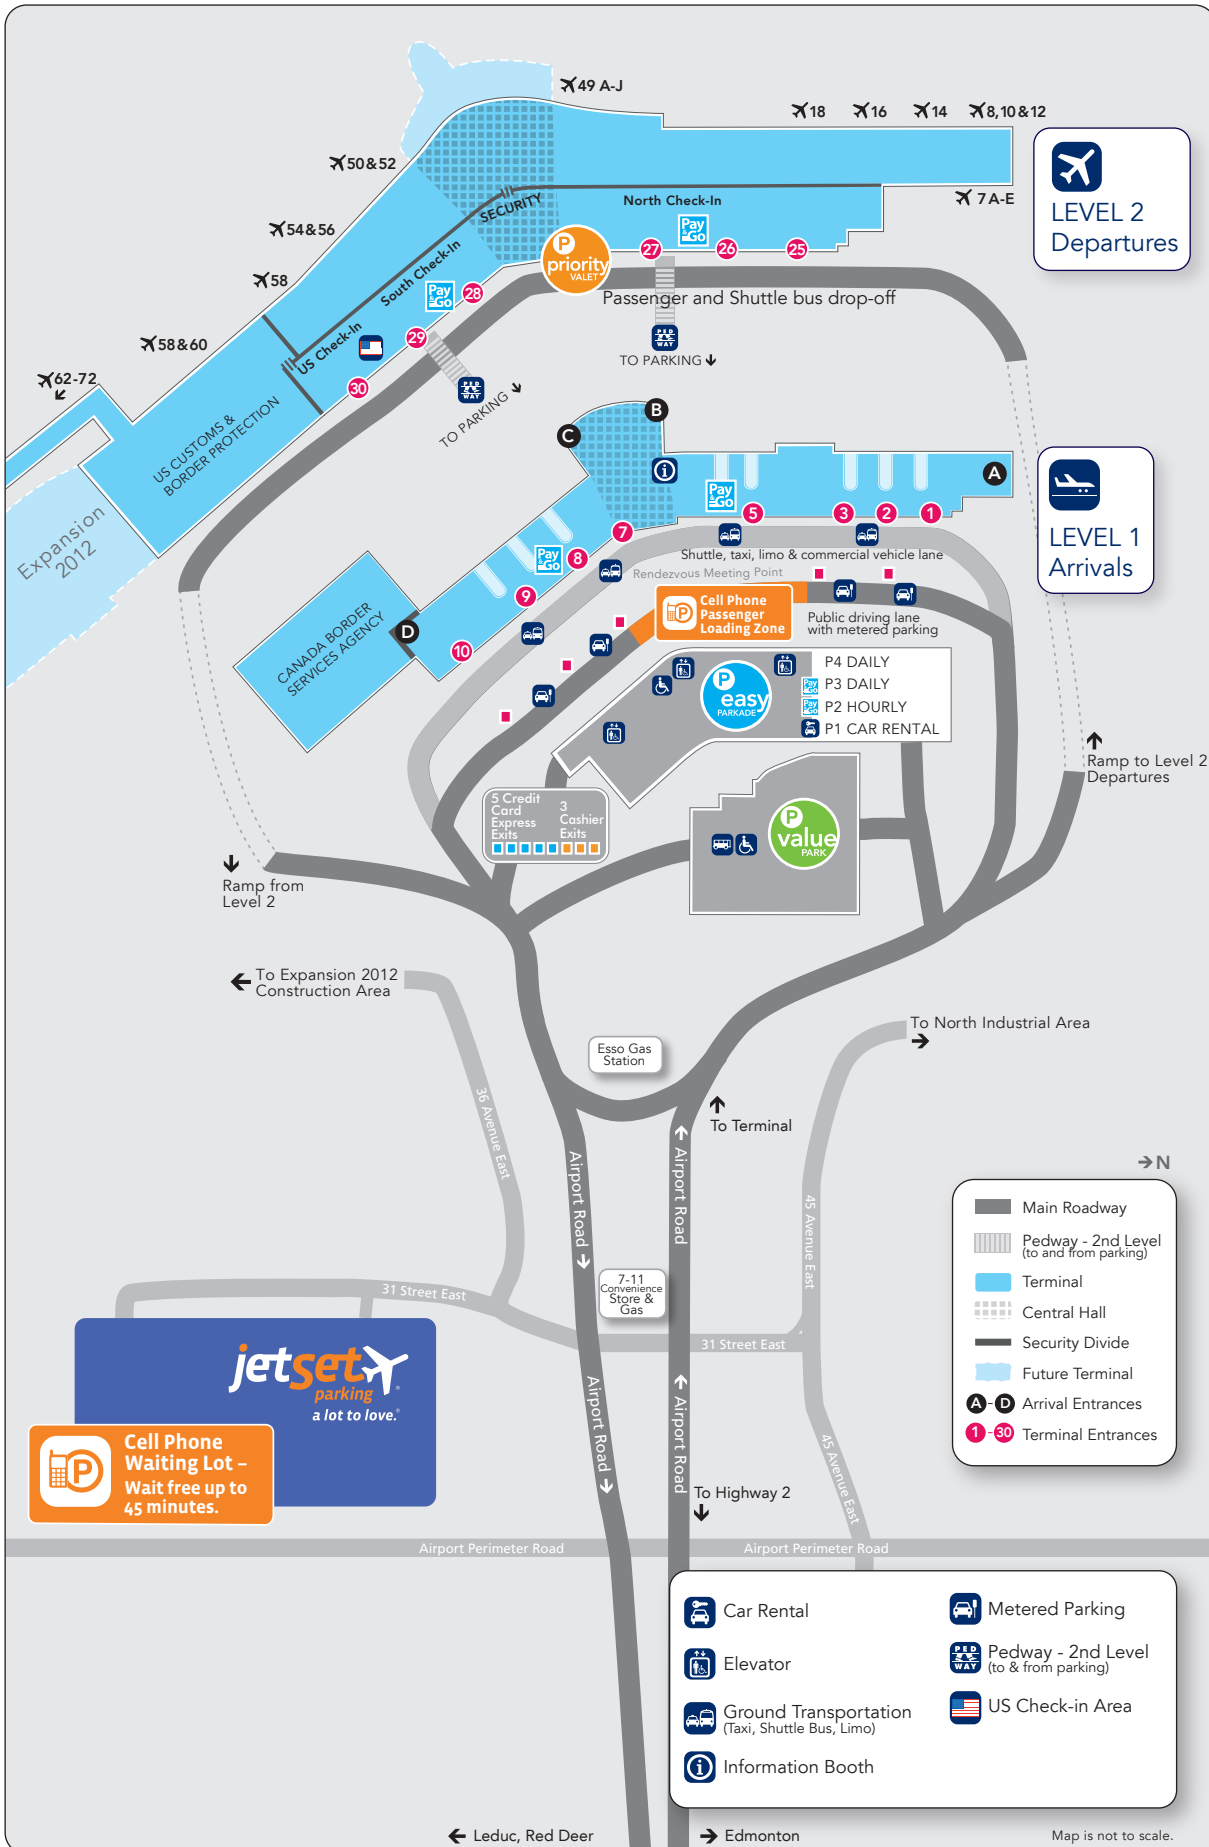 49 A-J
18
16
14
8, 10 & 12
50 & 52
7 A-E
54 & 56
58
58 & 60
62-72
LEVEL 2
Departures
SECURITY
North Check-In
Pay
&Go
27
26
25
P
priority
VALET
South Check-In
Pay
&Go
28
29
US Check-In
30
Passenger and Shuttle bus drop-off
PED
WAY
TO PARKING
PED
WAY
TO PARKING
US CUSTOMS &
BORDER PROTECTION
Expansion
2012
LEVEL 1
Arrivals
B
C
A
Pay
&Go
5
3
2
1
7
Pay
&Go
8
9
10
D
CANADA BORDER
SERVICES AGENCY
Shuttle, taxi, limo & commercial vehicle lane
Rendezvous Meeting Point
P
Cell Phone
Passenger
Loading Zone
Public driving lane
with metered parking
P
easy
PARKADE
P4 DAILY
Pay
&Go
P3 DAILY
Pay
&Go
P2 HOURLY
P1 CAR RENTAL
5 Credit
Card
Express
Exits
3
Cashier
Exits
P
value
PARK
Ramp to Level 2
Departures
Ramp from
Level 2
To Expansion 2012
Construction Area
To North Industrial Area
Esso Gas
Station
To Terminal
36 Avenue East
45 Avenue East
Airport Road
Airport Road
31 Street East
7-11
Convenience
Store &
Gas
31 Street East
N
Main Roadway
Pedway - 2nd Level
(to and from parking)
Terminal
Central Hall
Security Divide
Future Terminal
A - D Arrival Entrances
1 - 30 Terminal Entrances
jetset
parking
a lot to love.®
P
Cell Phone
Waiting Lot –
Wait free up to
45 minutes.
Airport Road
Airport Road
45 Avenue East
To Highway 2
Airport Perimeter Road
Airport Perimeter Road
Car Rental
Elevator
Ground Transportation
(Taxi, Shuttle Bus, Limo)
Information Booth
Metered Parking
PED
WAY
Pedway - 2nd Level
(to & from parking)
US Check-in Area
Leduc, Red Deer
Edmonton
Map is not to scale.